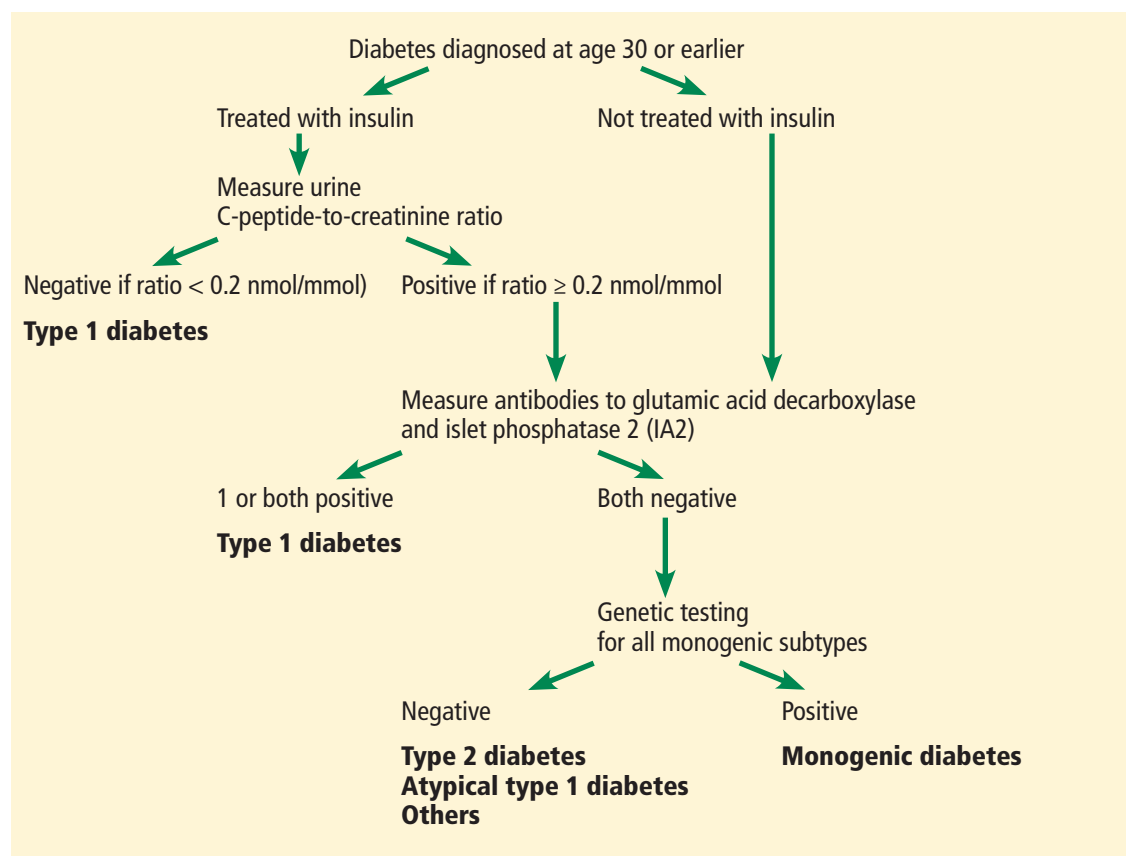 Diabetes diagnosed at age 30 or earlier
Treated with insulin
Not treated with insulin
Measure urine
C-peptide-to-creatinine ratio
Negative if ratio < 0.2 nmol/mmol)
Positive if ratio ≥ 0.2 nmol/mmol
Type 1 diabetes
Measure antibodies to glutamic acid decarboxylase
and islet phosphatase 2 (IA2)
1 or both positive
Both negative
Type 1 diabetes
Genetic testing
for all monogenic subtypes
Negative
Positive
Type 2 diabetes
Monogenic diabetes
Atypical type 1 diabetes
Others